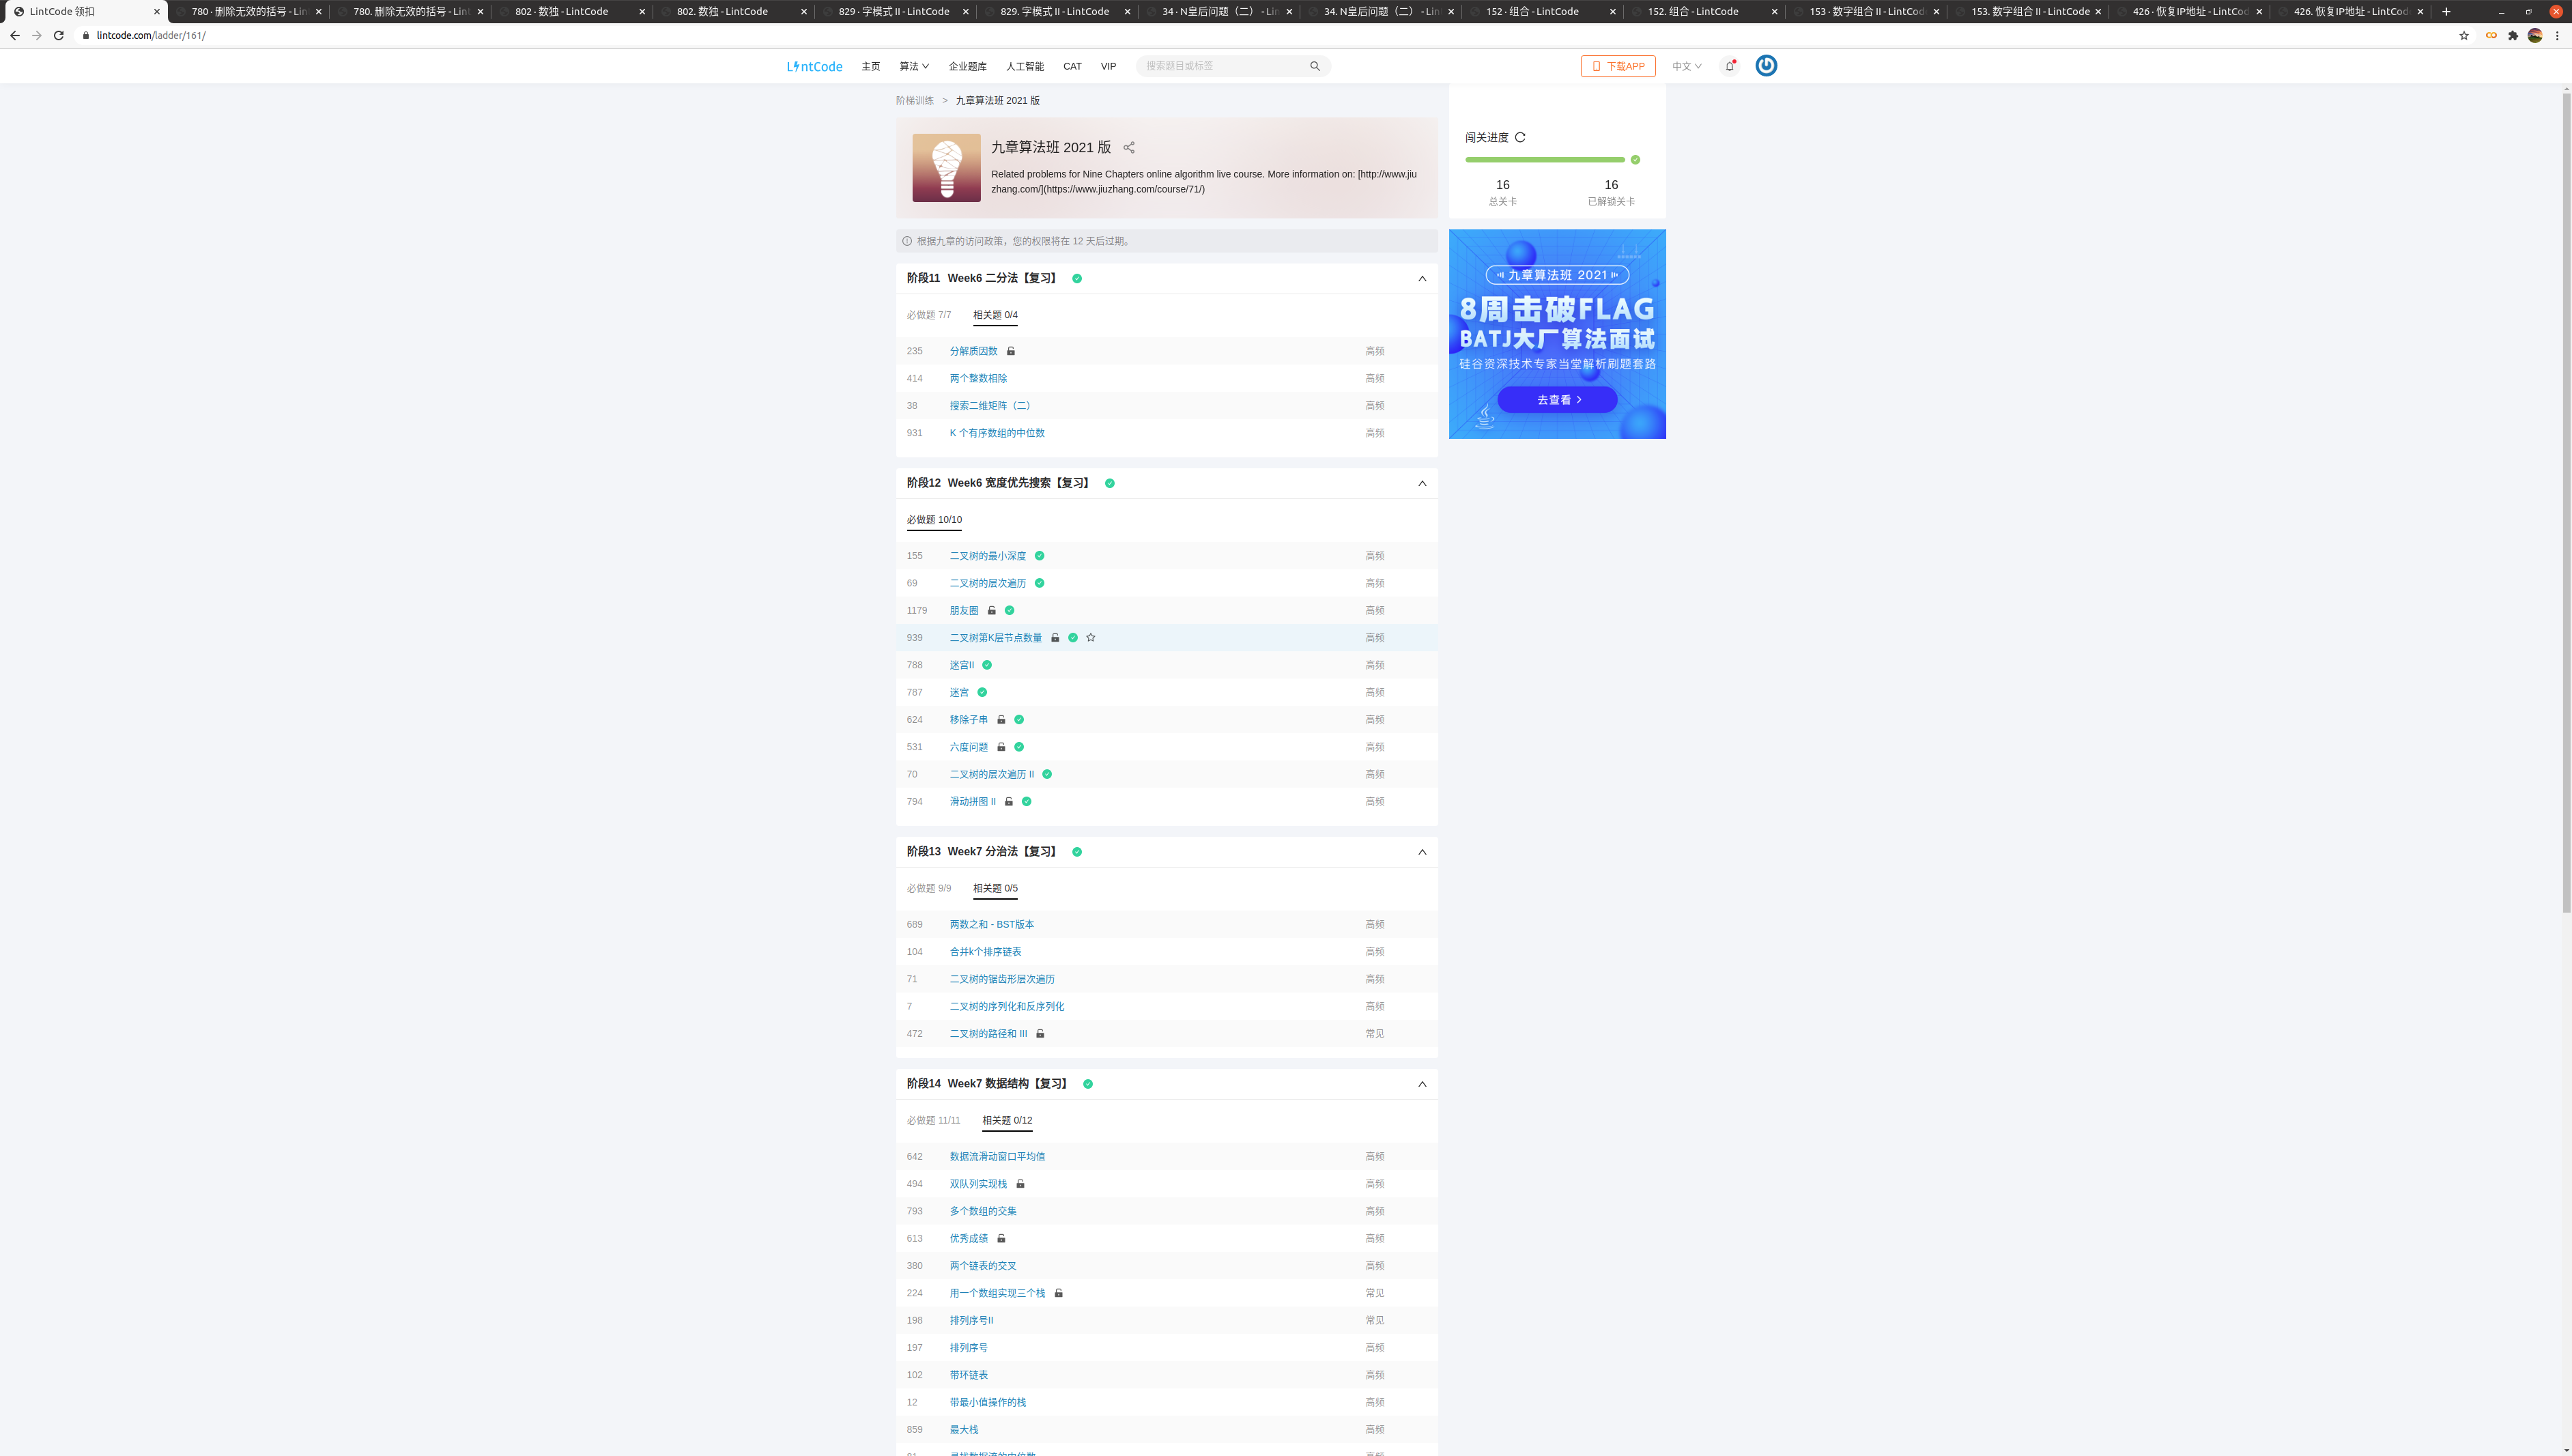 LintCode 领扣
780 · 删除无效的括号 - Lin
780. 删除无效的括号 - Lint
802 · 数独 - LintCode
802. 数独 - LintCode
829 · 字模式 II - LintCode
829. 字模式 II - LintCode
34 · N皇后问题（二） - Lin
34. N皇后问题（二） - Lin
152 · 组合 - LintCode
152. 组合 - LintCode
153 · 数字组合 II - LintCode
153. 数字组合 II - LintCode
426 · 恢复IP地址 - LintCod
426. 恢复IP地址 - LintCod
lintcode.com/ladder/161/
LintCode 主页 算法 企业题库 人工智能 CAT VIP 搜索题目或标签 下载APP 中文
阶梯训练 > 九章算法班 2021 版
九章算法班 2021 版
Related problems for Nine Chapters online algorithm live course. More information on: [http://www.jiu
zhang.com/](https://www.jiuzhang.com/course/71/)
闯关进度
16 16
总关卡 已解锁关卡
根据九章的访问政策，您的权限将在 12 天后过期。
九章算法班 2021
8周击破FLAG
BATJ大厂算法面试
硅谷资深技术专家当堂解析刷题套路
去查看 >
阶段11 Week6 二分法【复习】
必做题 7/7 相关题 0/4
235 分解质因数 高频
414 两个整数相除 高频
38 搜索二维矩阵（二） 高频
931 K 个有序数组的中位数 高频
阶段12 Week6 宽度优先搜索【复习】
必做题 10/10
155 二叉树的最小深度 高频
69 二叉树的层次遍历 高频
1179 朋友圈 高频
939 二叉树第K层节点数量 高频
788 迷宫II 高频
787 迷宫 高频
624 移除子串 高频
531 六度问题 高频
70 二叉树的层次遍历 II 高频
794 滑动拼图 II 高频
阶段13 Week7 分治法【复习】
必做题 9/9 相关题 0/5
689 两数之和 - BST版本 高频
104 合并k个排序链表 高频
71 二叉树的锯齿形层次遍历 高频
7 二叉树的序列化和反序列化 高频
472 二叉树的路径和 III 常见
阶段14 Week7 数据结构【复习】
必做题 11/11 相关题 0/12
642 数据流滑动窗口平均值 高频
494 双队列实现栈 高频
793 多个数组的交集 高频
613 优秀成绩 高频
380 两个链表的交叉 高频
224 用一个数组实现三个栈 常见
198 排列序号II 常见
197 排列序号 高频
102 带环链表 高频
12 带最小值操作的栈 高频
859 最大栈 高频